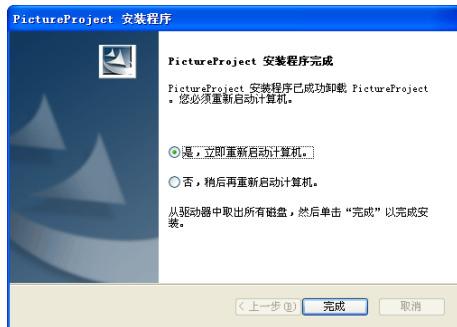 PictureProject 安装程序
PictureProject 安装程序完成
PictureProject 安装程序已成功卸载 PictureProject
。您必须重新启动计算机。
是，立即重新启动计算机。
否，稍后再重新启动计算机。
从驱动器中取出所有磁盘，然后单击“完成”以完成安
装。
< 上一步(B)
完成
取消